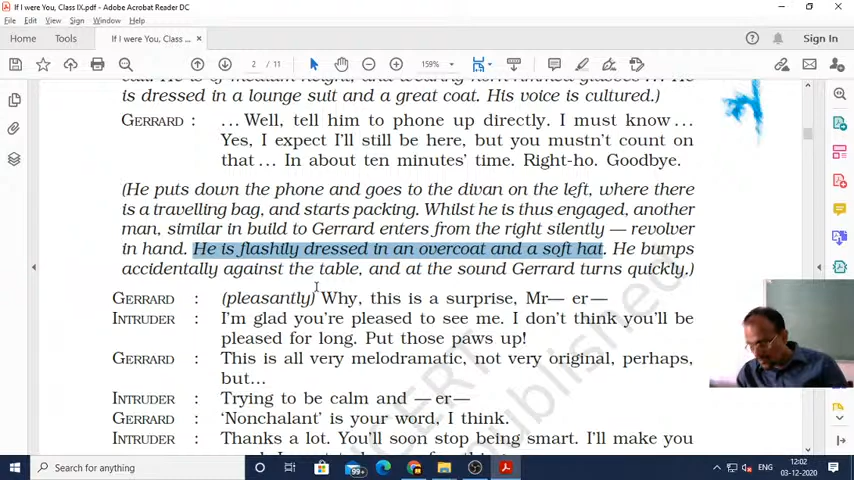 If I were You, Class IX.pdf - Adobe Acrobat Reader DC
File Edit View Sign Window Help
Home Tools If I were You, Class ... × Sign In
2 / 11 159%
is dressed in a lounge suit and a great coat. His voice is cultured.)
GERRARD : ... Well, tell him to phone up directly. I must know ...
Yes, I expect I'll still be here, but you mustn't count on
that ... In about ten minutes' time. Right-ho. Goodbye.
(He puts down the phone and goes to the divan on the left, where there
is a travelling bag, and starts packing. Whilst he is thus engaged, another
man, similar in build to Gerrard enters from the right silently — revolver
in hand. He is flashily dressed in an overcoat and a soft hat. He bumps
accidentally against the table, and at the sound Gerrard turns quickly.)
GERRARD : (pleasantly) Why, this is a surprise, Mr— er —
INTRUDER : I'm glad you're pleased to see me. I don't think you'll be
pleased for long. Put those paws up!
GERRARD : This is all very melodramatic, not very original, perhaps,
but...
INTRUDER : Trying to be calm and — er —
GERRARD : 'Nonchalant' is your word, I think.
INTRUDER : Thanks a lot. You'll soon stop being smart. I'll make you
Search for anything 99+ ENG 12:02
03-12-2020